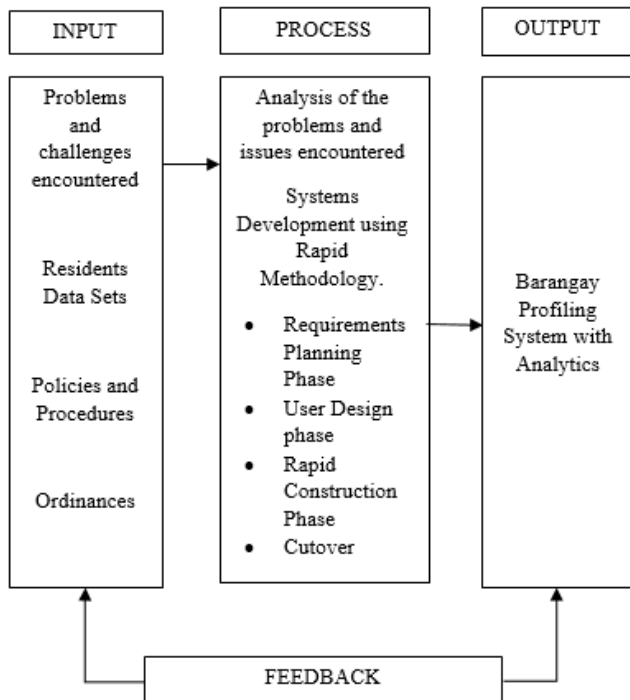 INPUT
PROCESS
OUTPUT
Problems
and
challenges
encountered
Residents
Data Sets
Policies and
Procedures
Ordinances
Analysis of the
problems and
issues encountered
Systems
Development using
Rapid
Methodology.
• Requirements
Planning
Phase
• User Design
phase
• Rapid
Construction
Phase
• Cutover
Barangay
Profiling
System with
Analytics
FEEDBACK